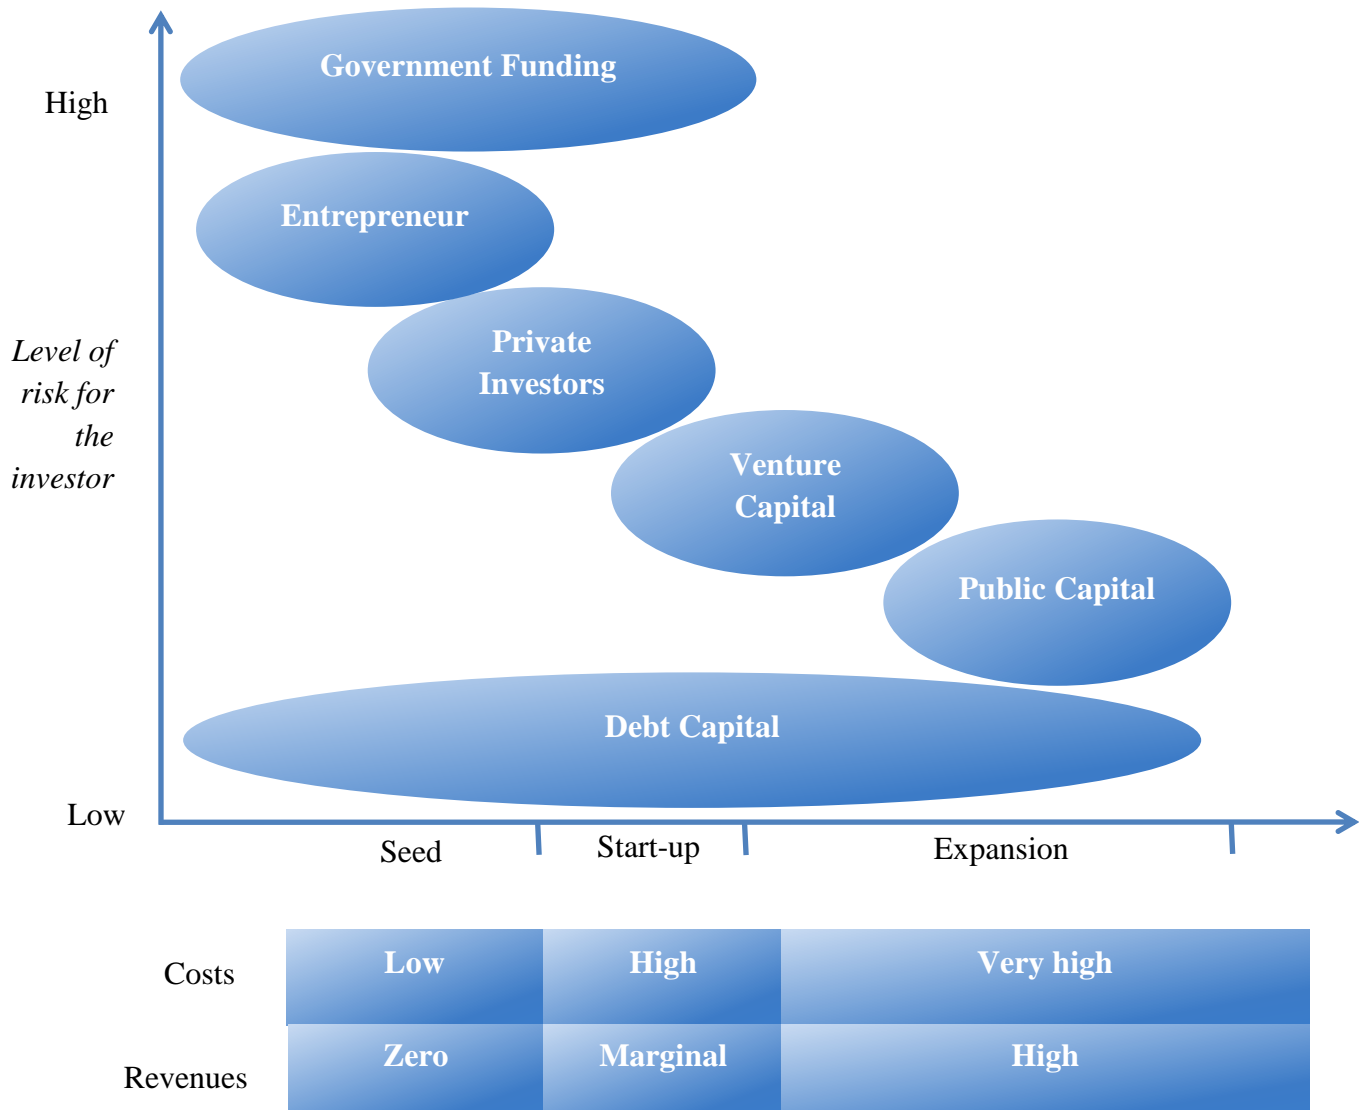 Government Funding
High
Entrepreneur
Level of
risk for
the
investor
Private
Investors
Venture
Capital
Public Capital
Debt Capital
Low
Seed
Start-up
Expansion
Costs
Low
High
Very high
Revenues
Zero
Marginal
High